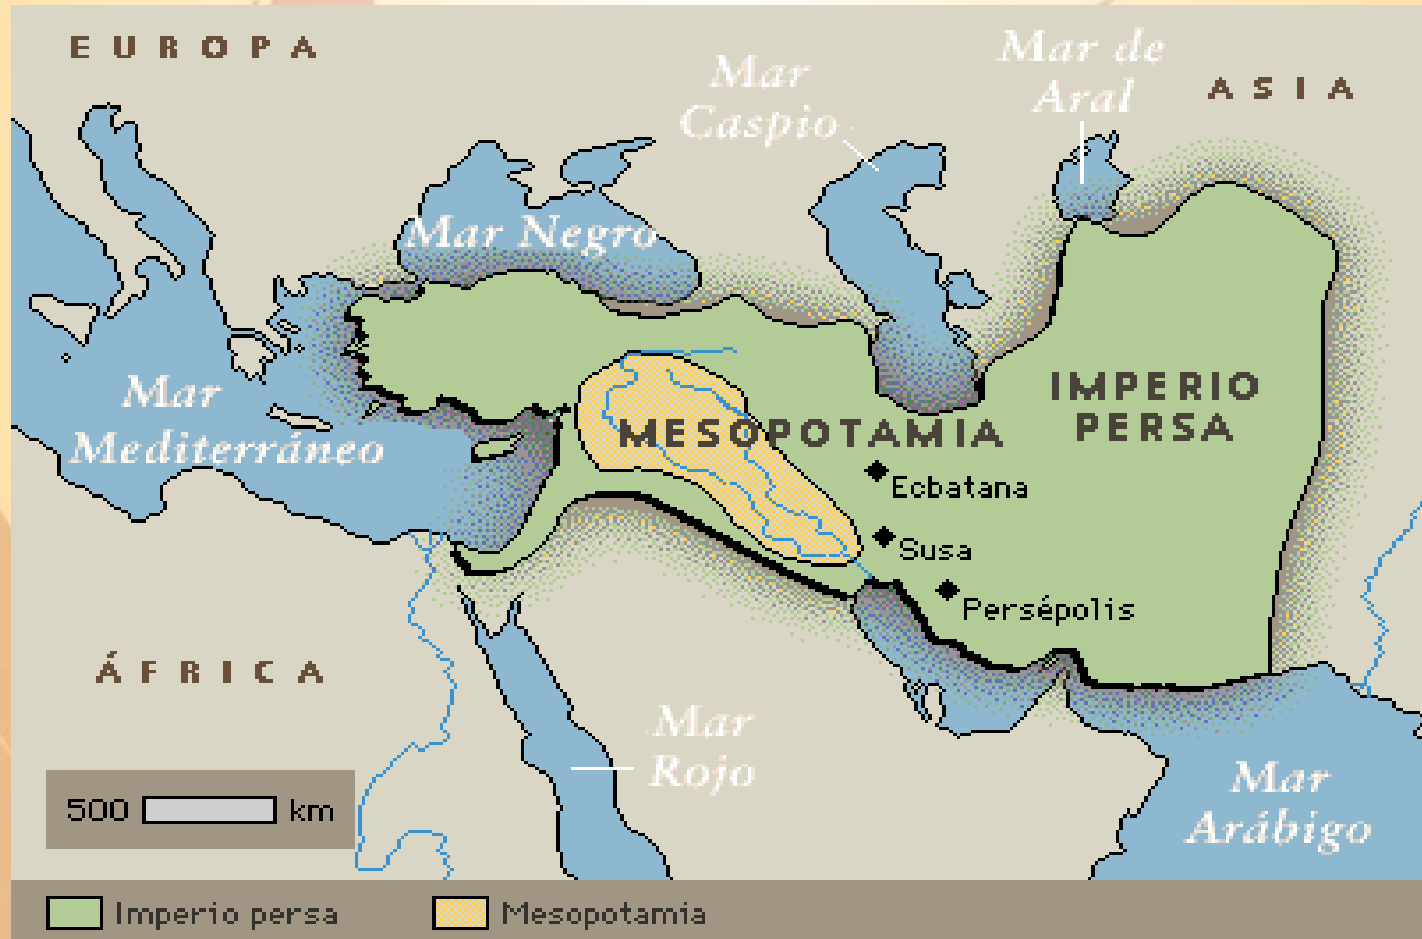 EUROPA
Mar de
Aral
Mar
Caspio
ASIA
Mar Negro
IMPERIO
PERSA
Mar
Mediterráneo
MESOPOTAMIA
Ecbatana
Susa
Persépolis
ÁFRICA
Mar
Rojo
Mar
Arábigo
500 km
Imperio persa
Mesopotamia